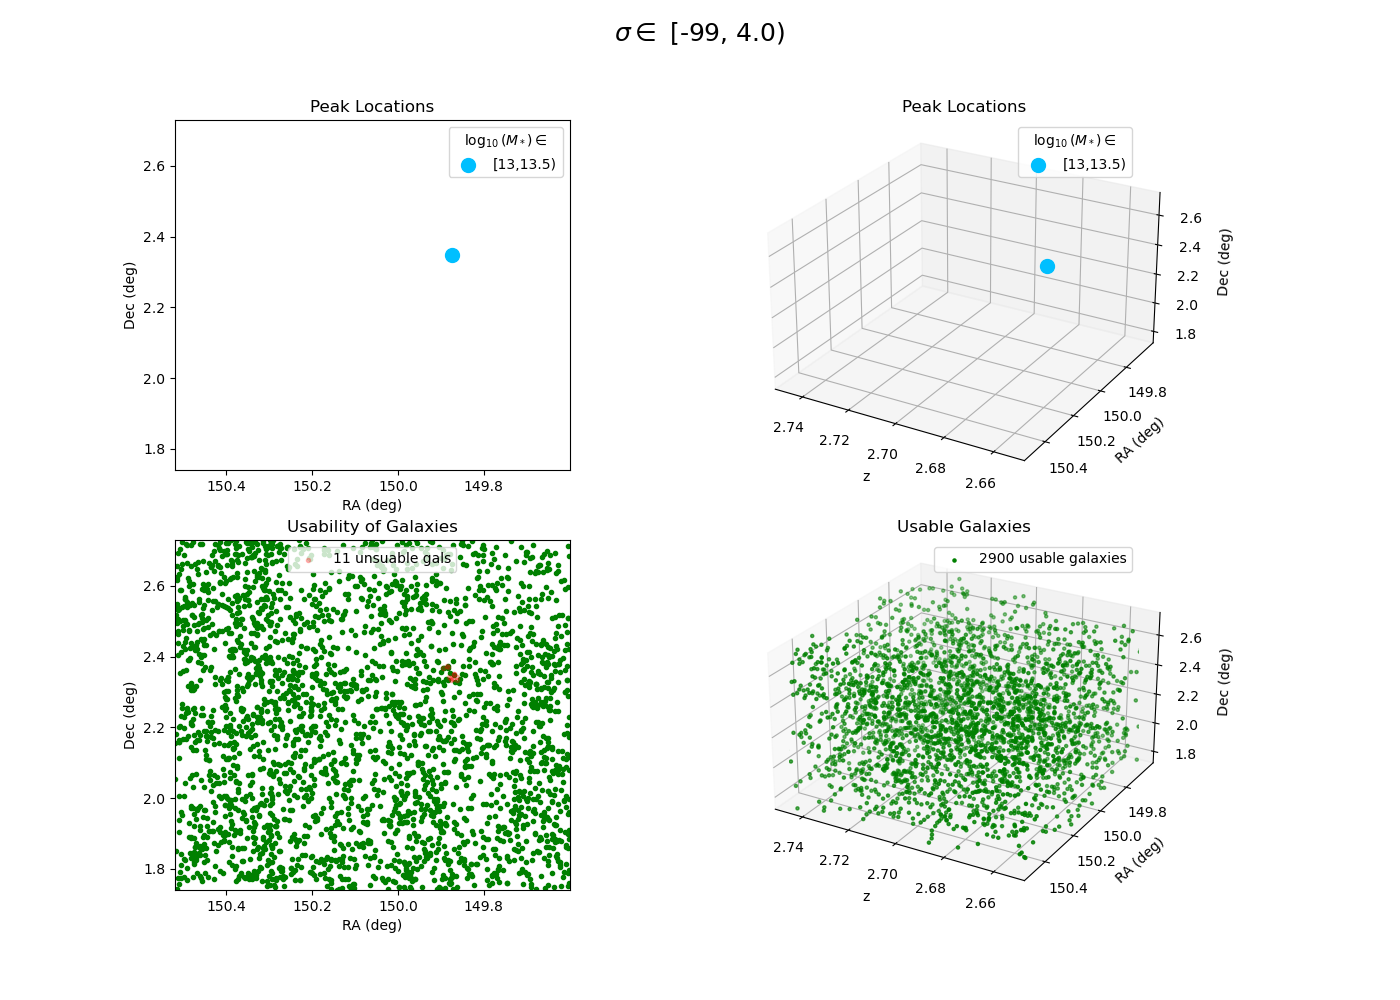 σ ∈ [-99, 4.0)
Peak Locations
log₁₀(M*) ∈
[13,13.5)
2.6
2.4
2.2
2.0
1.8
Dec (deg)
150.4 150.2 150.0 149.8
RA (deg)
Peak Locations
log₁₀(M*) ∈
[13,13.5)
2.6
2.4
2.2
2.0
1.8
Dec (deg)
149.8
150.0
150.2
150.4
RA (deg)
2.74
2.72
2.70
2.68
2.66
z
Usability of Galaxies
11 unsuable gals
2.6
2.4
2.2
2.0
1.8
Dec (deg)
150.4 150.2 150.0 149.8
RA (deg)
Usable Galaxies
2900 usable galaxies
2.6
2.4
2.2
2.0
1.8
Dec (deg)
149.8
150.0
150.2
150.4
RA (deg)
2.74
2.72
2.70
2.68
2.66
z